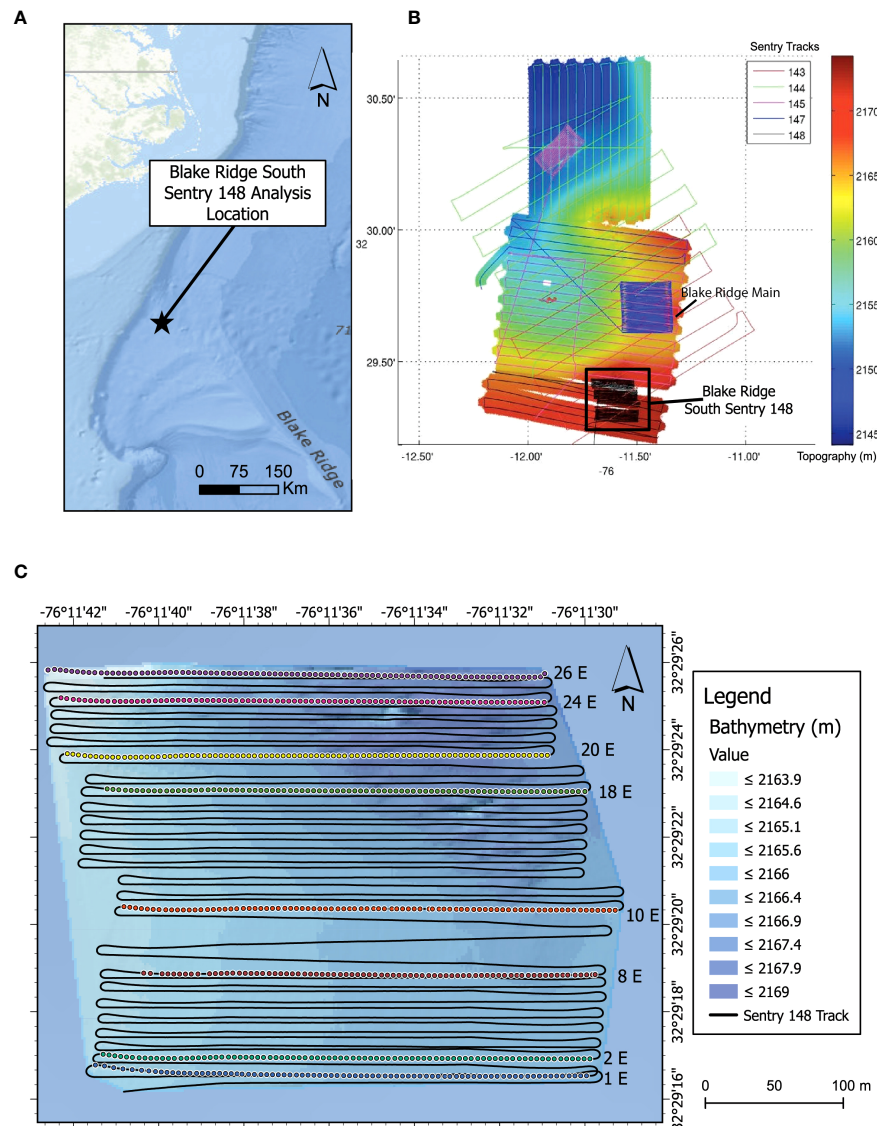 A
N
Blake Ridge South
Sentry 148 Analysis
Location
Blake Ridge
0 75 150
Km
B
Sentry Tracks
143
144
145
147
148
30.50'
30.00'
29.50'
32
71
-12.50'
-12.00'
-11.50'
-11.00'
-76
Blake Ridge Main
Blake Ridge
South Sentry 148
2170
2165
2160
2155
2150
2145
Topography (m)
C
-76°11'42" -76°11'40" -76°11'38" -76°11'36" -76°11'34" -76°11'32" -76°11'30"
32°29'26"
32°29'24"
32°29'22"
32°29'20"
32°29'18"
32°29'16"
N
26 E
24 E
20 E
18 E
10 E
8 E
2 E
1 E
Legend
Bathymetry (m)
Value
≤ 2163.9
≤ 2164.6
≤ 2165.1
≤ 2165.6
≤ 2166
≤ 2166.4
≤ 2166.9
≤ 2167.4
≤ 2167.9
≤ 2169
Sentry 148 Track
0 50 100 m